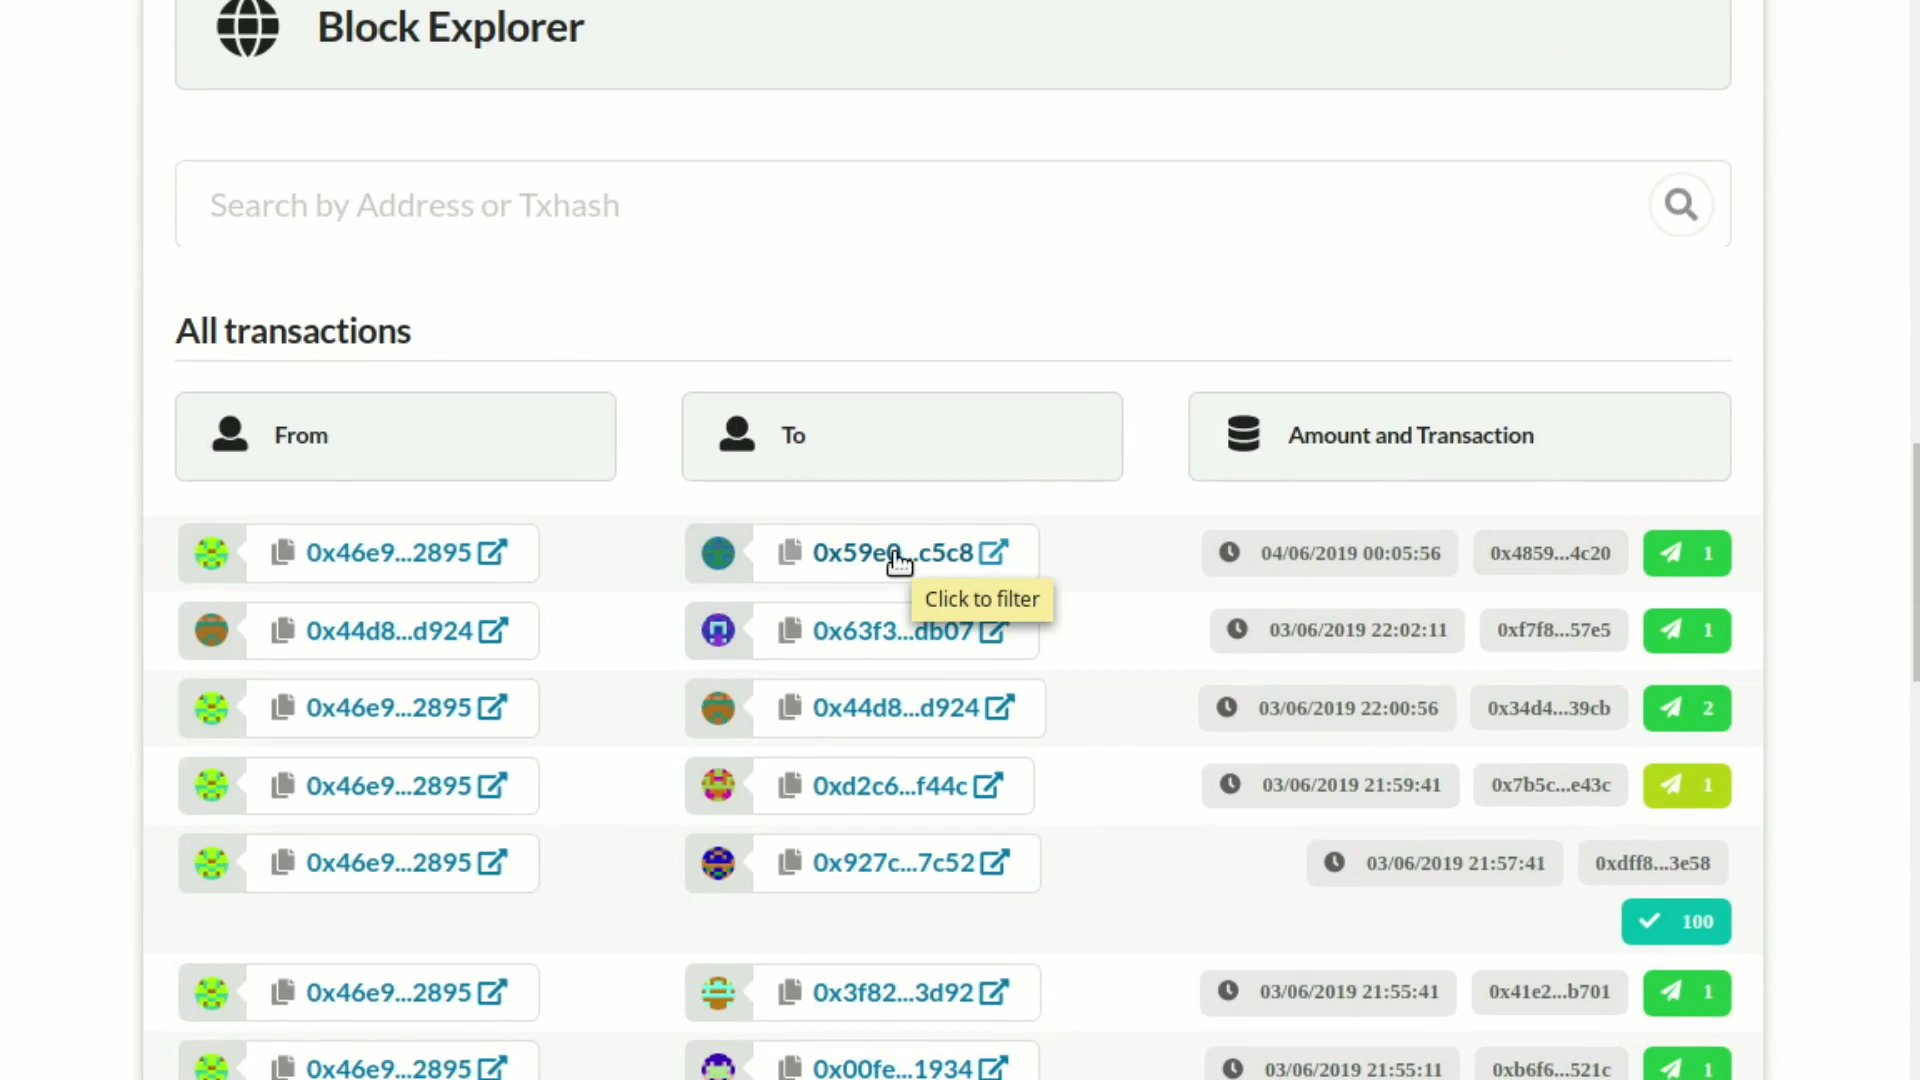 Block Explorer
Search by Address or Txhash
All transactions
From To Amount and Transaction
0x46e9...2895 0x59e0...c5c8 04/06/2019 00:05:56 0x4859...4c20 1
Click to filter
0x44d8...d924 0x63f3...db07 03/06/2019 22:02:11 0xf7f8...57e5 1
0x46e9...2895 0x44d8...d924 03/06/2019 22:00:56 0x34d4...39cb 2
0x46e9...2895 0xd2c6...f44c 03/06/2019 21:59:41 0x7b5c...e43c 1
0x46e9...2895 0x927c...7c52 03/06/2019 21:57:41 0xdff8...3e58
100
0x46e9...2895 0x3f82...3d92 03/06/2019 21:55:41 0x41e2...b701 1
0x46e9...2895 0x00fe...1934 03/06/2019 21:55:11 0xb6f6...521c 1